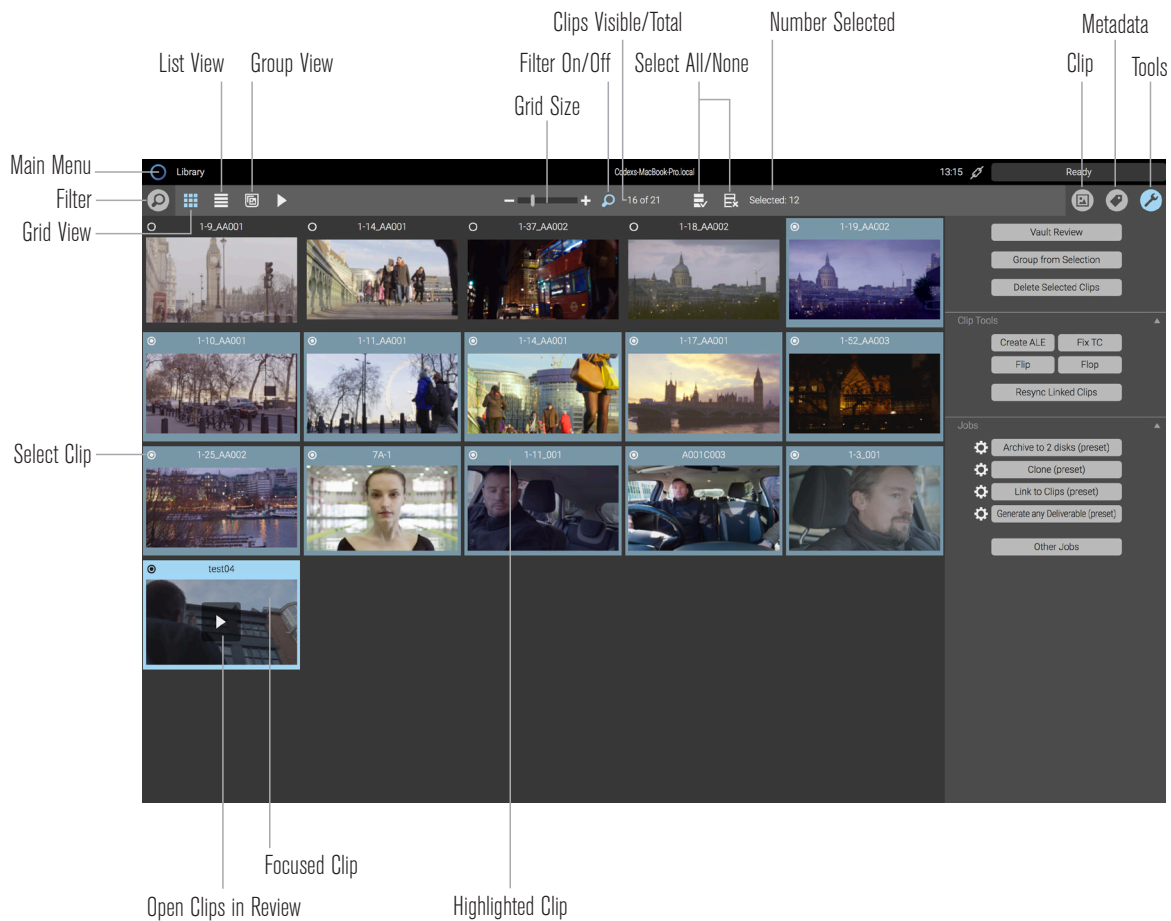 Clips Visible/Total
Number Selected
Metadata
List View
Group View
Filter On/Off
Select All/None
Clip
Tools
Grid Size
Main Menu
Filter
Grid View
Library
Codexs-MacBook-Pro.local
13:15
Ready
16 of 21
Selected: 12
1-9_AA001
1-14_AA001
1-37_AA002
1-18_AA002
1-19_AA002
Vault Review
Group from Selection
Delete Selected Clips
Clip Tools
1-10_AA001
1-11_AA001
1-14_AA001
1-17_AA001
1-52_AA003
Create ALE
Fix TC
Flip
Flop
Resync Linked Clips
Jobs
Select Clip
1-25_AA002
7A-1
1-11_001
A001C003
1-3_001
Archive to 2 disks (preset)
Clone (preset)
Link to Clips (preset)
Generate any Deliverable (preset)
Other Jobs
test04
Focused Clip
Open Clips in Review
Highlighted Clip